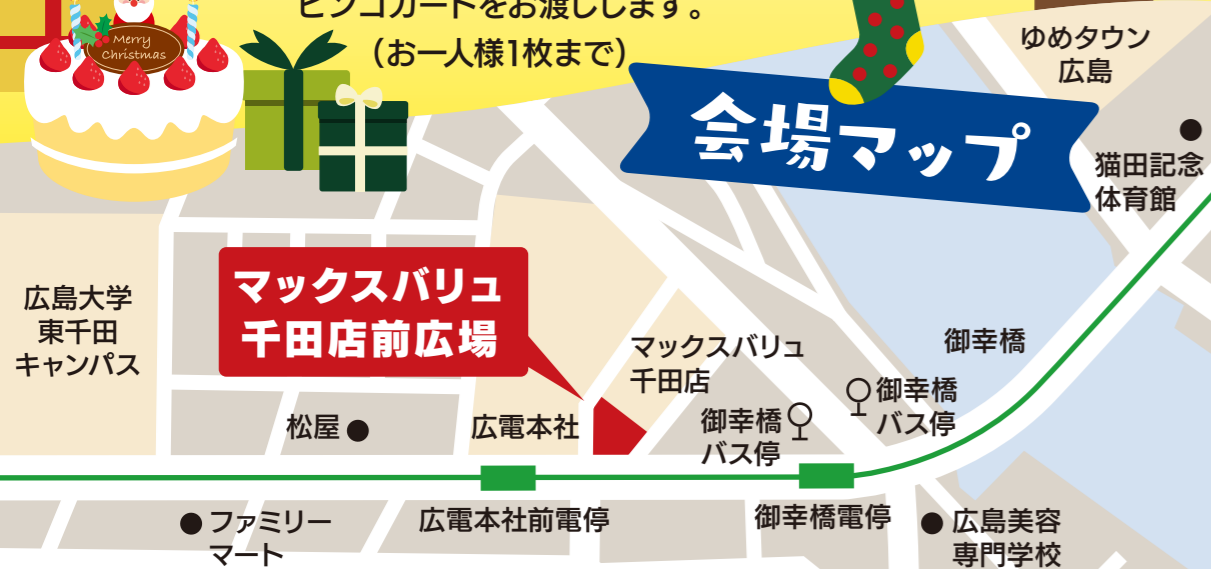 ビンゴカードをお渡しします。
（お一人様1枚まで）
Merry
Christmas
会場マップ
ゆめタウン
広島
猫田記念
体育館
広島大学
東千田
キャンパス
マックスバリュ
千田店前広場
マックスバリュ
千田店
御幸橋
御幸橋
バス停
御幸橋
バス停
松屋
広電本社
広電本社前電停
御幸橋電停
ファミリー
マート
広島美容
専門学校